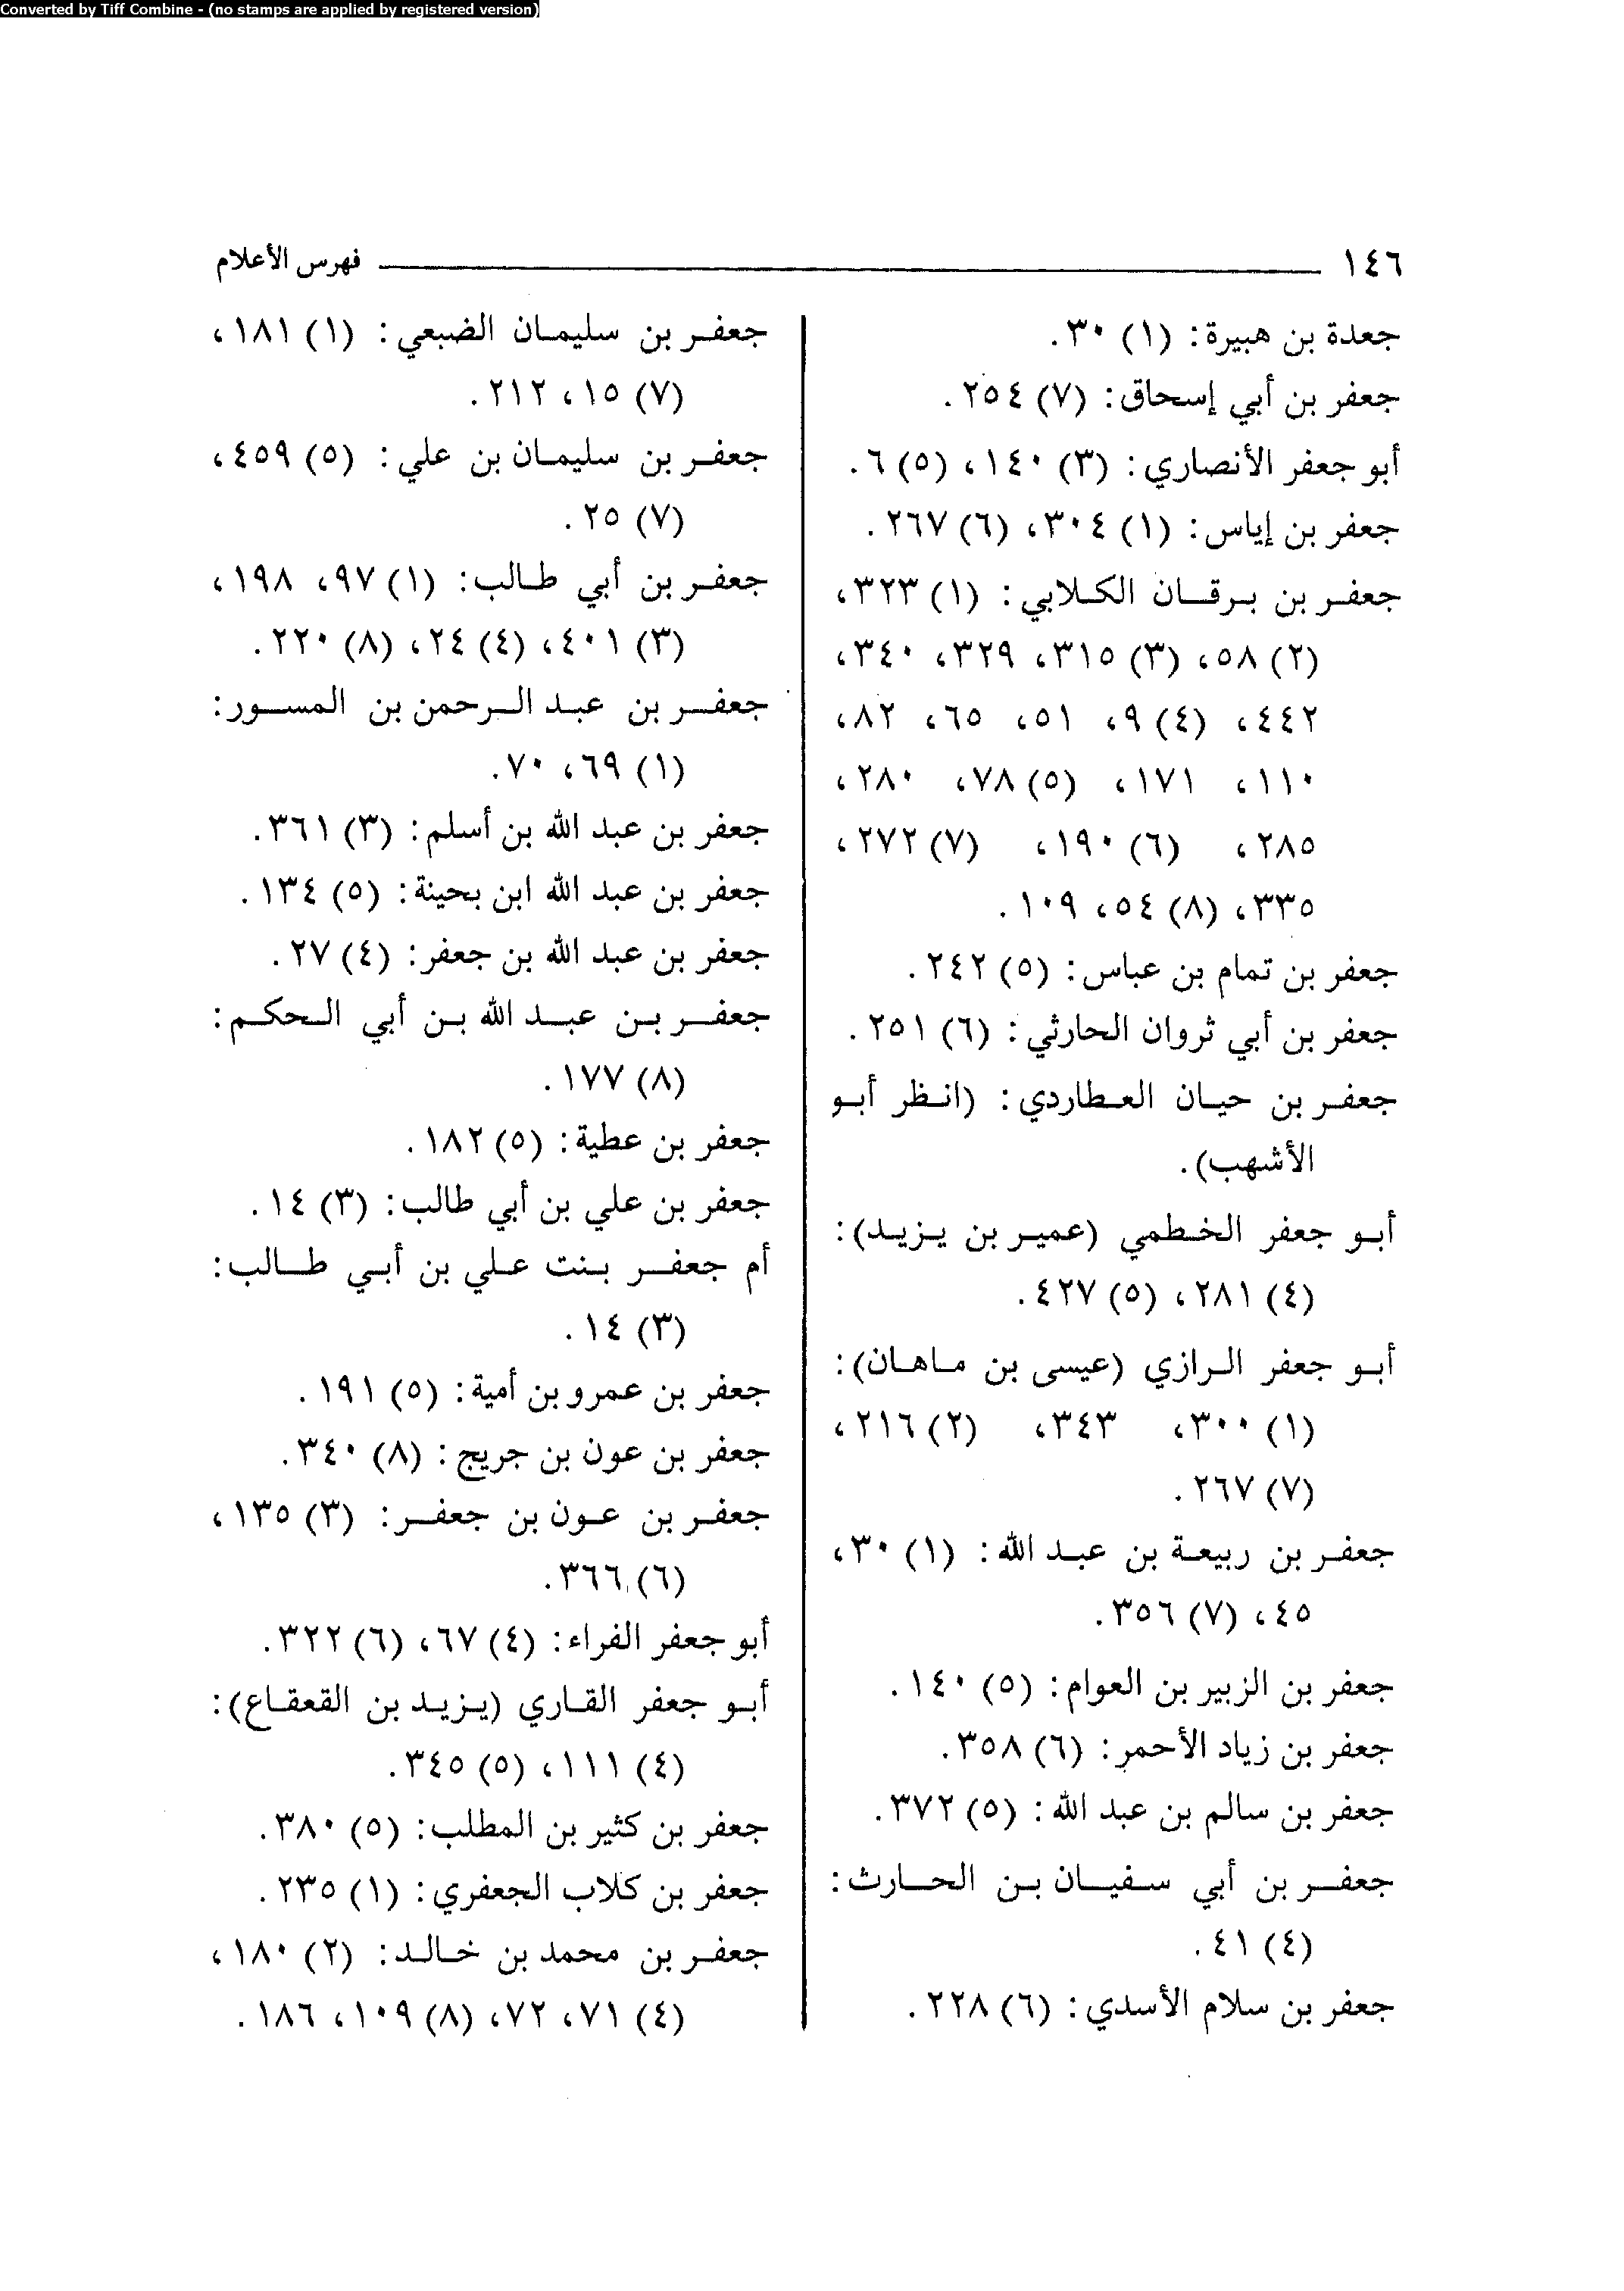 Converted by Tiff Combine - (no stamps are applied by registered version)
١٤٦ فهرس الأعلام
جعدة بن هبيرة: (١) ٣٠.
جعفر بن أبي إسحاق: (٧) ٢٥٤.
أبو جعفر الأنصاري: (٣) ١٤٠، (٥) ٦.
جعفر بن إياس: (١) ٣٠٤، (٦) ٢٦٧.
جعفر بن برقان الكلابي: (١) ٣٢٣،
(٢) ٥٨، (٣) ٣١٥، ٣٢٩، ٣٤٠،
٤٤٢، (٤) ٩، ٥١، ٦٥، ٨٢،
١١٠، ١٧١، (٥) ٧٨، ٢٨٠،
٢٨٥، (٦) ١٩٠، (٧) ٢٧٢،
٣٣٥، (٨) ٥٤، ١٠٩.
جعفر بن تمام بن عباس: (٥) ٢٤٢.
جعفر بن أبي ثروان الحارثي: (٦) ٢٥١.
جعفر بن حيان العطاردي: (انظر أبو
الأشهب).
أبو جعفر الخطمي (عمير بن يزيد):
(٤) ٢٨١، (٥) ٤٢٧.
أبو جعفر الرازي (عيسى بن ماهان):
(١) ٣٠٠، ٣٤٣، (٢) ٢١٦،
(٧) ٢٦٧.
جعفر بن ربيعة بن عبد الله: (١) ٣٠،
٤٥، (٧) ٣٥٦.
جعفر بن الزبير بن العوام: (٥) ١٤٠.
جعفر بن زياد الأحمر: (٦) ٣٥٨.
جعفر بن سالم بن عبد الله: (٥) ٣٧٢.
جعفر بن أبي سفيان بن الحارث:
(٤) ٤١.
جعفر بن سلام الأسدي: (٦) ٢٢٨.
جعفر بن سليمان الضبعي: (١) ١٨١،
(٧) ١٥، ٢١٢.
جعفر بن سليمان بن علي: (٥) ٤٥٩،
(٧) ٢٥.
جعفر بن أبي طالب: (١) ٩٧، ١٩٨،
(٣) ٤٠١، (٤) ٢٤، (٨) ٢٢٠.
جعفر بن عبد الرحمن بن المسور:
(١) ٦٩، ٧٠.
جعفر بن عبد الله بن أسلم: (٣) ٣٦١.
جعفر بن عبد الله ابن بحينة: (٥) ١٣٤.
جعفر بن عبد الله بن جعفر: (٤) ٢٧.
جعفر بن عبد الله بن أبي الحكم:
(٨) ١٧٧.
جعفر بن عطية: (٥) ١٨٢.
جعفر بن علي بن أبي طالب: (٣) ١٤.
أم جعفر بنت علي بن أبي طالب:
(٣) ١٤.
جعفر بن عمرو بن أمية: (٥) ١٩١.
جعفر بن عون بن جريج: (٨) ٣٤٠.
جعفر بن عون بن جعفر: (٣) ١٣٥،
(٦) ٣٦٦.
أبو جعفر الفراء: (٤) ٦٧، (٦) ٣٢٢.
أبو جعفر القاري (يزيد بن القعقاع):
(٤) ١١١، (٥) ٣٤٥.
جعفر بن كثير بن المطلب: (٥) ٣٨٠.
جعفر بن كلاب الجعفري: (١) ٢٣٥.
جعفر بن محمد بن خالد: (٢) ١٨٠،
(٤) ٧١، ٧٢، (٨) ١٠٩، ١٨٦.